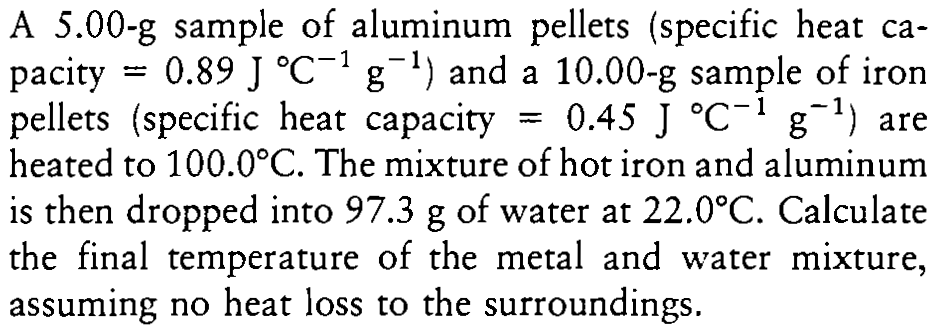 A 5.00-g sample of aluminum pellets (specific heat ca-
pacity = 0.89 J °C⁻¹ g⁻¹) and a 10.00-g sample of iron
pellets (specific heat capacity = 0.45 J °C⁻¹ g⁻¹) are
heated to 100.0°C. The mixture of hot iron and aluminum
is then dropped into 97.3 g of water at 22.0°C. Calculate
the final temperature of the metal and water mixture,
assuming no heat loss to the surroundings.